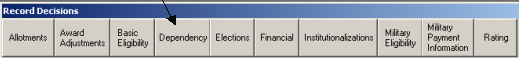 Record Decisions
Allotments
Award
Adjustments
Basic
Eligibility
Dependency
Elections
Financial
Institutionalizations
Military
Eligibility
Military
Payment
Information
Rating